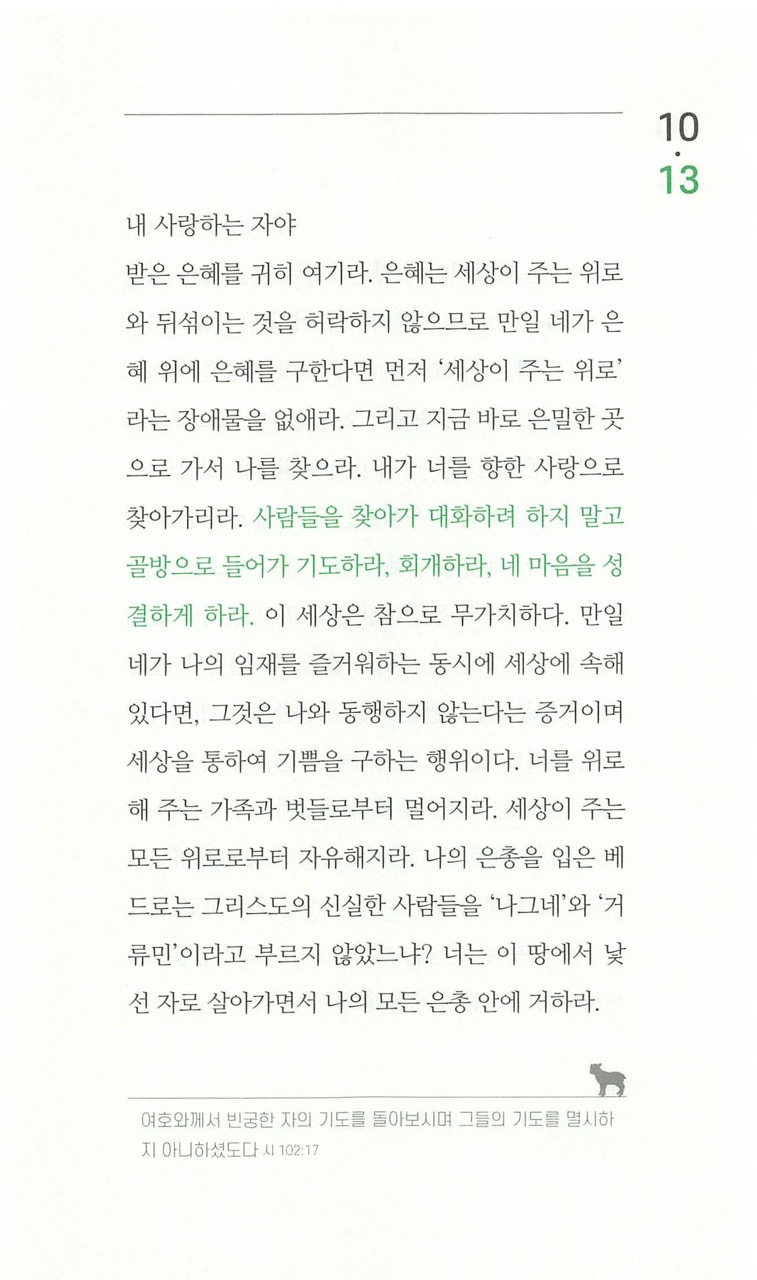 10
·
13
내 사랑하는 자야
받은 은혜를 귀히 여기라. 은혜는 세상이 주는 위로
와 뒤섞이는 것을 허락하지 않으므로 만일 네가 은
혜 위에 은혜를 구한다면 먼저 ‘세상이 주는 위로’
라는 장애물을 없애라. 그리고 지금 바로 은밀한 곳
으로 가서 나를 찾으라. 내가 너를 향한 사랑으로
찾아가리라. 사람들을 찾아가 대화하려 하지 말고
골방으로 들어가 기도하라, 회개하라, 네 마음을 성
결하게 하라. 이 세상은 참으로 무가치하다. 만일
네가 나의 임재를 즐거워하는 동시에 세상에 속해
있다면, 그것은 나와 동행하지 않는다는 증거이며
세상을 통하여 기쁨을 구하는 행위이다. 너를 위로
해 주는 가족과 벗들로부터 멀어지라. 세상이 주는
모든 위로로부터 자유해지라. 나의 은총을 입은 베
드로는 그리스도의 신실한 사람들을 ‘나그네’와 ‘거
류민’이라고 부르지 않았느냐? 너는 이 땅에서 낯
선 자로 살아가면서 나의 모든 은총 안에 거하라.
여호와께서 빈궁한 자의 기도를 돌아보시며 그들의 기도를 멸시하
지 아니하셨도다 시 102:17